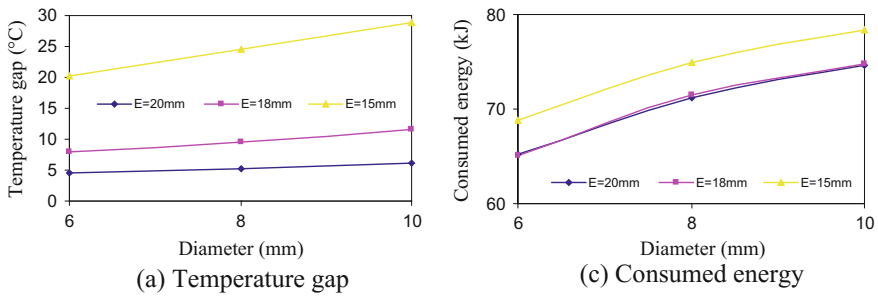 Temperature gap
(°C)
30
25
20
15
10
5
0
E=20mm E=18mm E=15mm
6 8 10
Diameter (mm)
(a) Temperature gap
Consumed energy (kJ)
80
70
60
E=20mm E=18mm E=15mm
6 8 10
Diameter (mm)
(c) Consumed energy